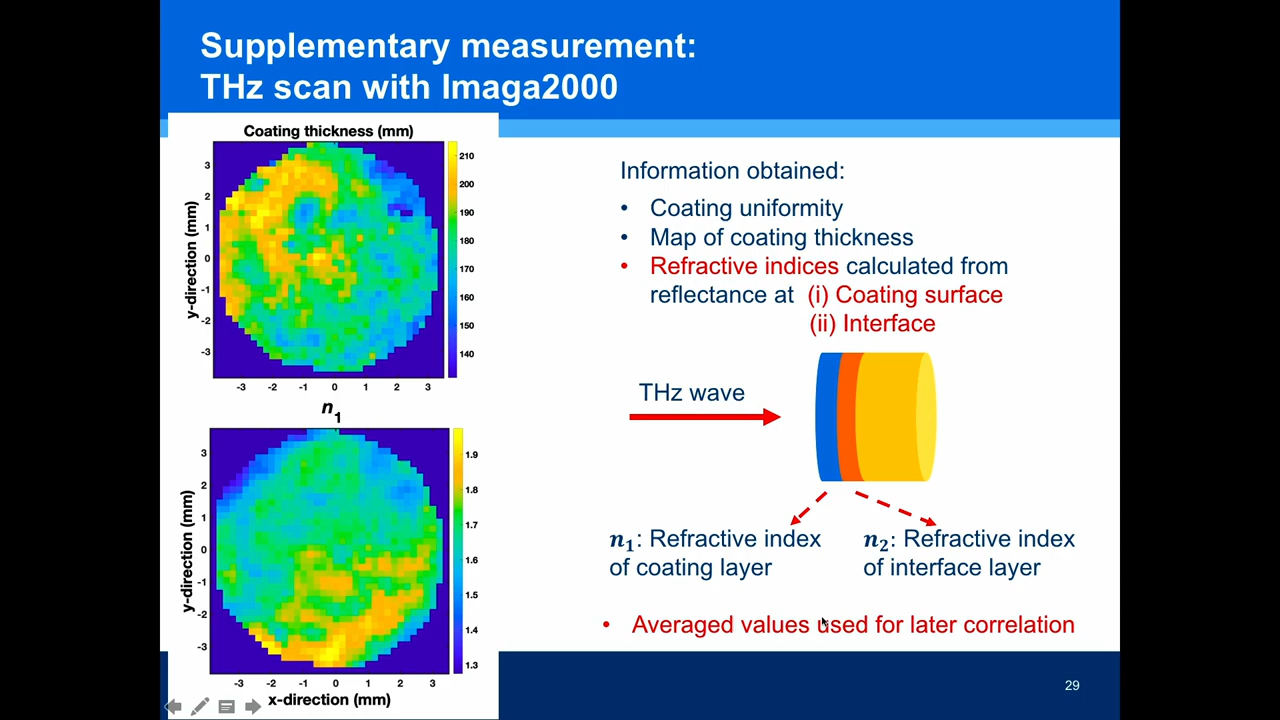 Supplementary measurement:
THz scan with Imaga2000
Coating thickness (mm)
210
200
190
180
170
160
150
140
3
2
1
0
-1
-2
-3
y-direction (mm)
-3 -2 -1 0 1 2 3
n1
1.9
1.8
1.7
1.6
1.5
1.4
1.3
3
2
1
0
-1
-2
-3
y-direction (mm)
-3 -2 -1 0 1 2 3
x-direction (mm)
Information obtained:
• Coating uniformity
• Map of coating thickness
• Refractive indices calculated from
reflectance at (i) Coating surface
(ii) Interface
THz wave
n1: Refractive index
of coating layer
n2: Refractive index
of interface layer
• Averaged values used for later correlation
29